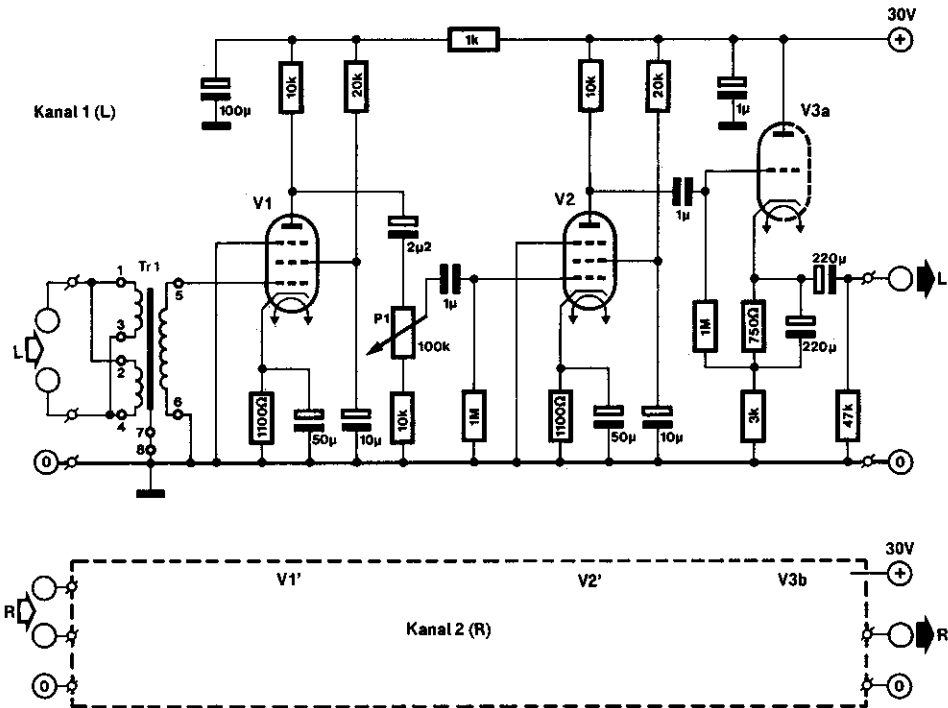 30V
+
1k
10k
20k
10k
20k
100µ
1µ
Kanal 1 (L)
V3a
V1
V2
1µ
2µ2
1
Tr1
5
220µ
L
1µ
P1
L
3
100k
1M
750Ω
220µ
2
6
4
1100Ω
50µ
10µ
10k
1M
1100Ω
50µ
10µ
3k
47k
7
8
0
0
30V
V1'
V2'
V3b
+
R
Kanal 2 (R)
R
0
0